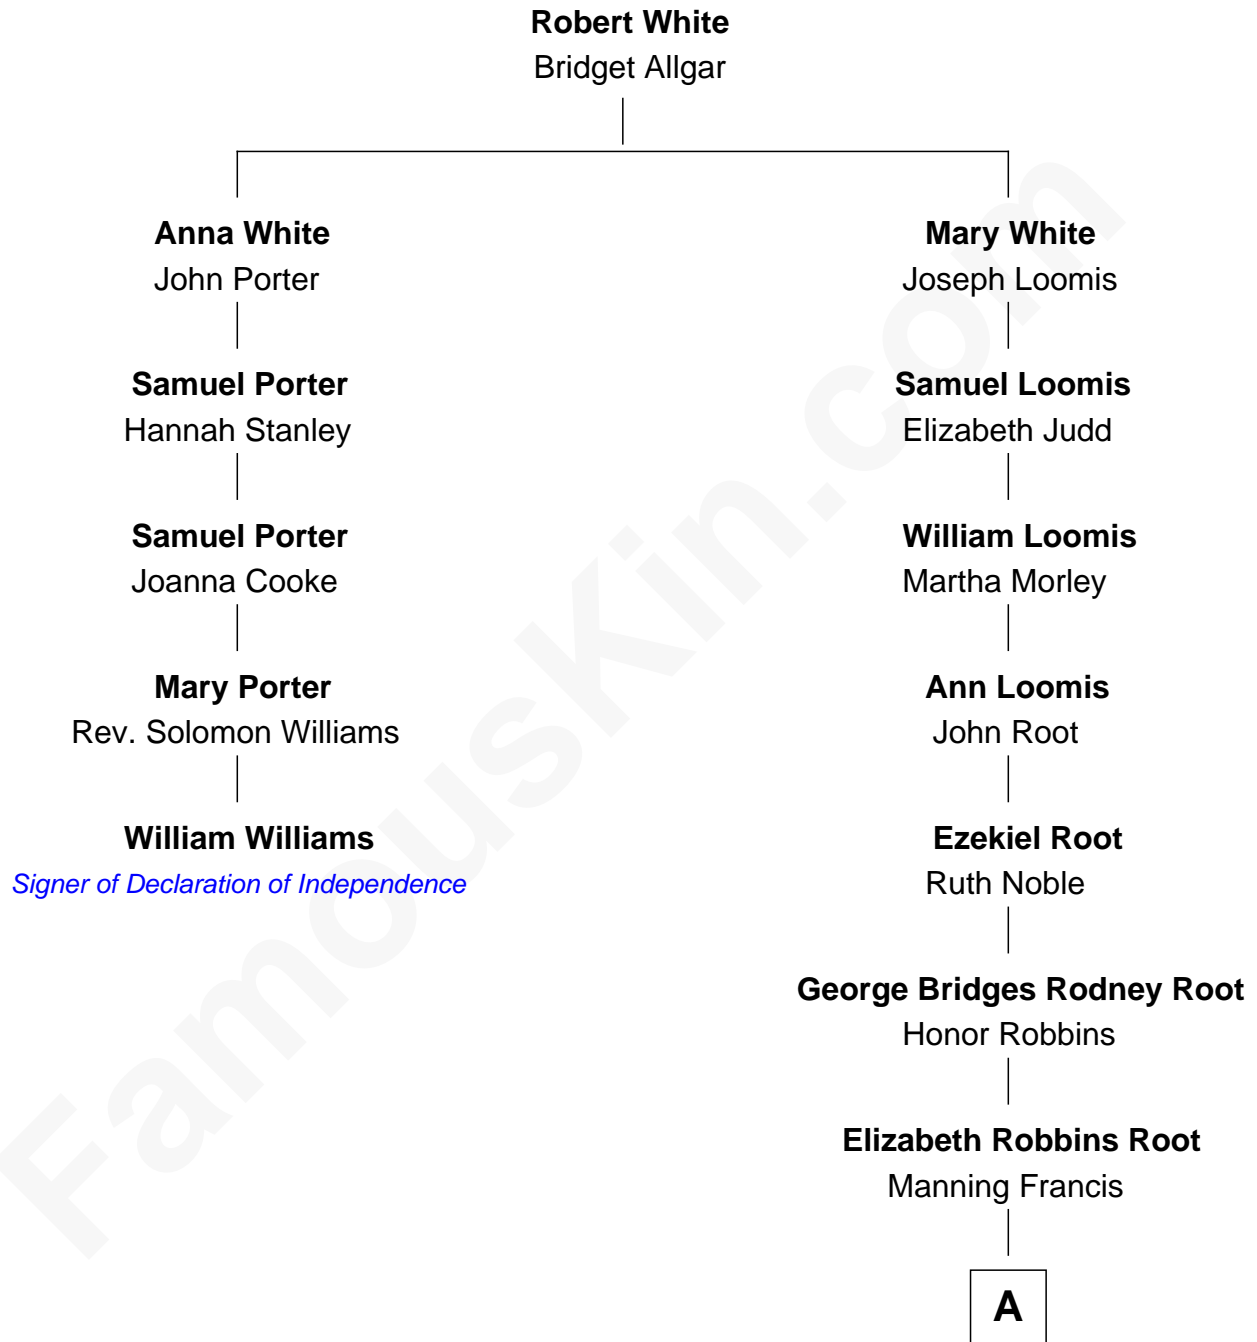 Robert White
Bridget Allgar
Anna White
John Porter
Mary White
Joseph Loomis
Samuel Porter
Hannah Stanley
Samuel Loomis
Elizabeth Judd
Samuel Porter
Joanna Cooke
William Loomis
Martha Morley
Mary Porter
Rev. Solomon Williams
Ann Loomis
John Root
William Williams
Signer of Declaration of Independence
Ezekiel Root
Ruth Noble
George Bridges Rodney Root
Honor Robbins
Elizabeth Robbins Root
Manning Francis
A
FamousKin.com